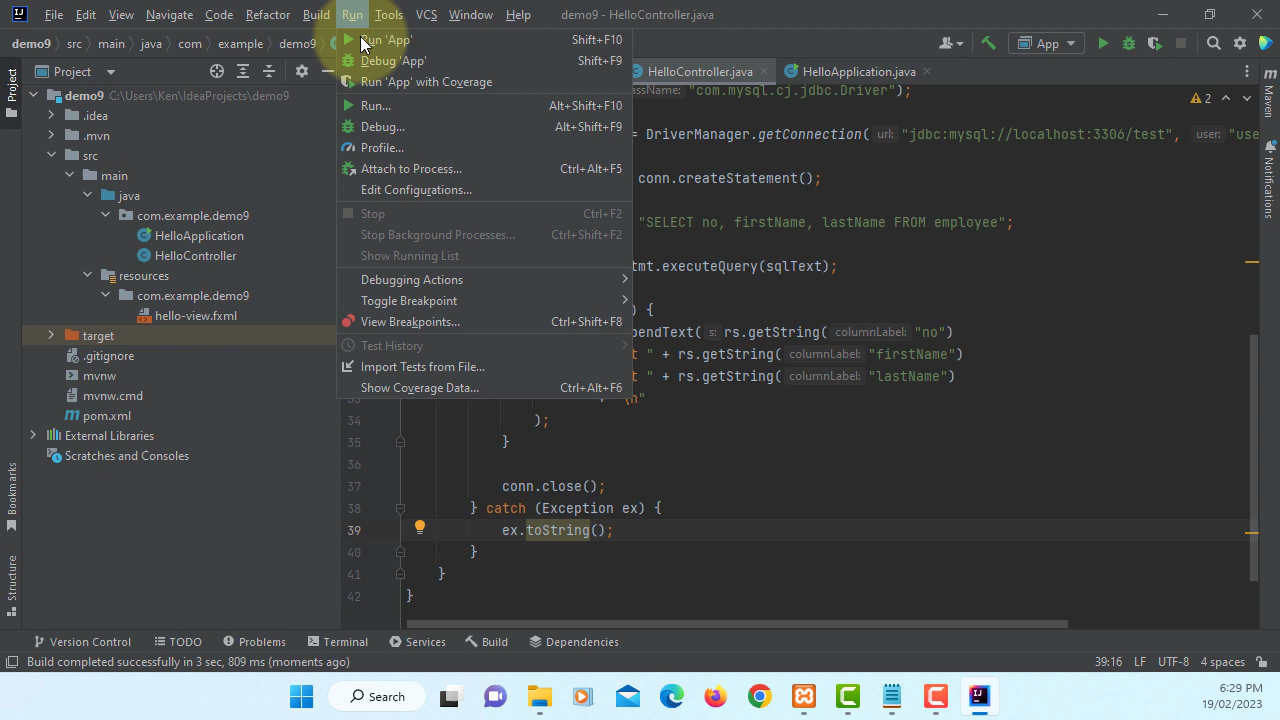 File Edit View Navigate Code Refactor Build Run Tools VCS Window Help demo9 - HelloController.java
demo9 src main java com example demo9 App
Project HelloController.java HelloApplication.java
Run 'App' Shift+F10
Debug 'App' Shift+F9
Run 'App' with Coverage
Run... Alt+Shift+F10
Debug... Alt+Shift+F9
Profile...
Attach to Process... Ctrl+Alt+F5
Edit Configurations...
Stop Ctrl+F2
Stop Background Processes... Ctrl+Shift+F2
Show Running List
Debugging Actions
Toggle Breakpoint
View Breakpoints... Ctrl+Shift+F8
Test History
Import Tests from File...
Show Coverage Data... Ctrl+Alt+F6
Project
demo9 C:\Users\Ken\IdeaProjects\demo9
.idea
.mvn
src
main
java
com.example.demo9
HelloApplication
HelloController
resources
com.example.demo9
hello-view.fxml
target
.gitignore
mvnw
mvnw.cmd
pom.xml
External Libraries
Scratches and Consoles
Bookmarks
Structure
"com.mysql.cj.jdbc.Driver"); 2
= DriverManager.getConnection( url: "jdbc:mysql://localhost:3306/test", user: "use
conn.createStatement();
"SELECT no, firstName, lastName FROM employee";
tmt.executeQuery(sqlText);
) {
pendText( s: rs.getString( columnLabel: "no")
t " + rs.getString( columnLabel: "firstName")
t " + rs.getString( columnLabel: "lastName")
\n"
34 );
35 }
36
37 conn.close();
38 } catch (Exception ex) {
39 ex.toString();
40 }
41 }
42 }
Maven
Notifications
Version Control TODO Problems Terminal Services Build Dependencies
Build completed successfully in 3 sec, 809 ms (moments ago) 39:16 LF UTF-8 4 spaces
Search
6:29 PM
19/02/2023